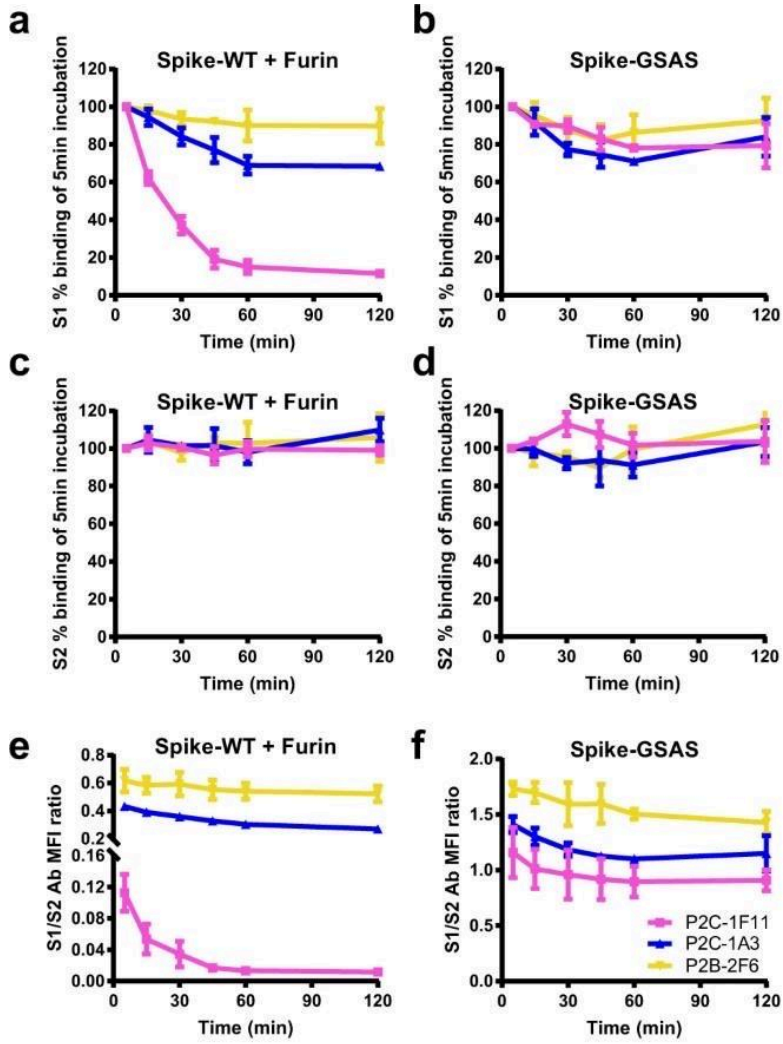 a
Spike-WT + Furin
S1 % binding of 5min incubation
120
100
80
60
40
20
0
0 30 60 90 120
Time (min)
b
Spike-GSAS
S1 % binding of 5min incubation
120
100
80
60
40
20
0
0 30 60 90 120
Time (min)
c
Spike-WT + Furin
S2 % binding of 5min incubation
120
100
80
60
40
20
0
0 30 60 90 120
Time (min)
d
Spike-GSAS
S2 % binding of 5min incubation
120
100
80
60
40
20
0
0 30 60 90 120
Time (min)
e
Spike-WT + Furin
S1/S2 Ab MFI ratio
0.8
0.6
0.4
0.2
0.16
0.12
0.08
0.04
0.00
0 30 60 90 120
Time (min)
f
Spike-GSAS
S1/S2 Ab MFI ratio
2.0
1.5
1.0
0.5
0.0
P2C-1F11
P2C-1A3
P2B-2F6
0 30 60 90 120
Time (min)